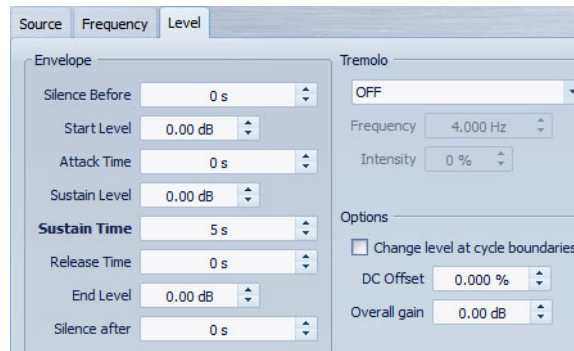 Source Frequency Level
Envelope
Silence Before 0 s
Start Level 0.00 dB
Attack Time 0 s
Sustain Level 0.00 dB
Sustain Time 5 s
Release Time 0 s
End Level 0.00 dB
Silence after 0 s
Tremolo
OFF
Frequency 4.000 Hz
Intensity 0 %
Options
Change level at cycle boundaries
DC Offset 0.000 %
Overall gain 0.00 dB